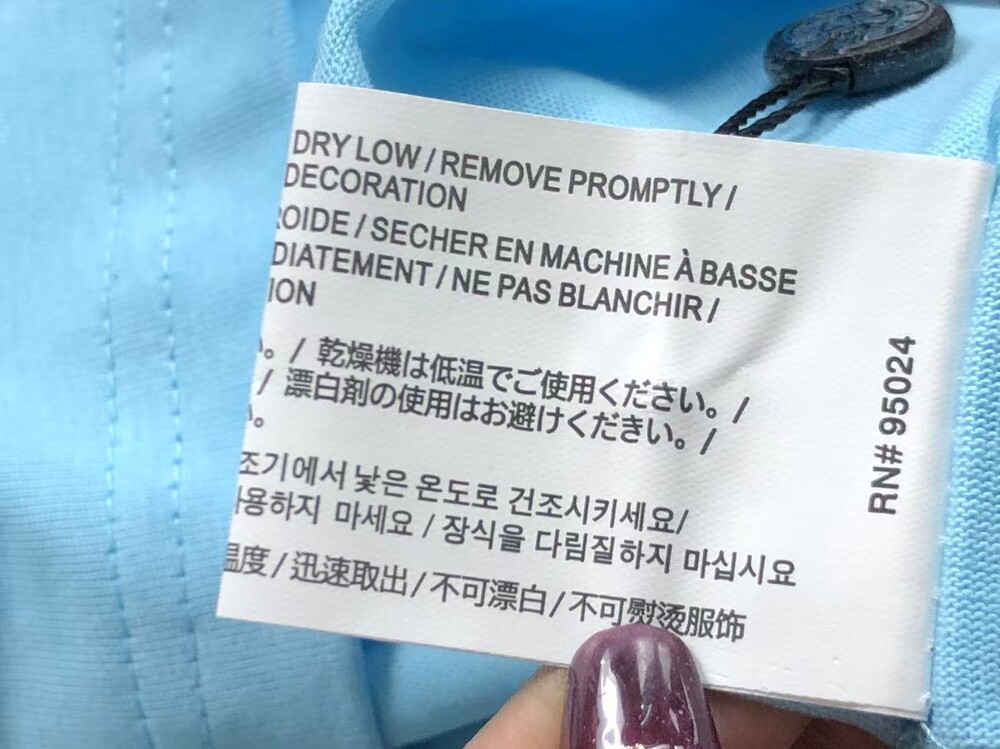 DRY LOW / REMOVE PROMPTLY /
DECORATION
ROIDE / SECHER EN MACHINE À BASSE
DIATEMENT / NE PAS BLANCHIR /
ION
い。/ 乾燥機は低温でご使用ください。/
/ 漂白剤の使用はお避けください。/
い。
조기에서 낮은 온도로 건조시키세요/
사용하지 마세요 / 장식을 다림질하지 마십시요
温度 / 迅速取出 / 不可漂白 / 不可熨烫服饰
RN# 95024